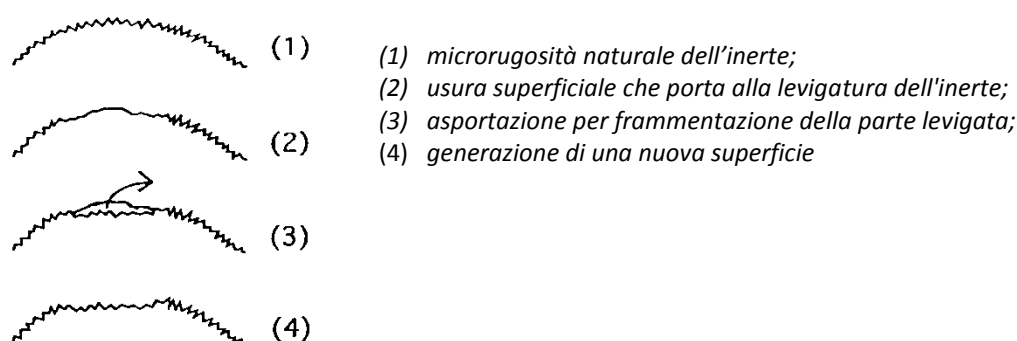 (1)
(1) microrugosità naturale dell’inerte;
(2) usura superficiale che porta alla levigatura dell'inerte;
(3) asportazione per frammentazione della parte levigata;
(4) generazione di una nuova superficie
(2)
(3)
(4)